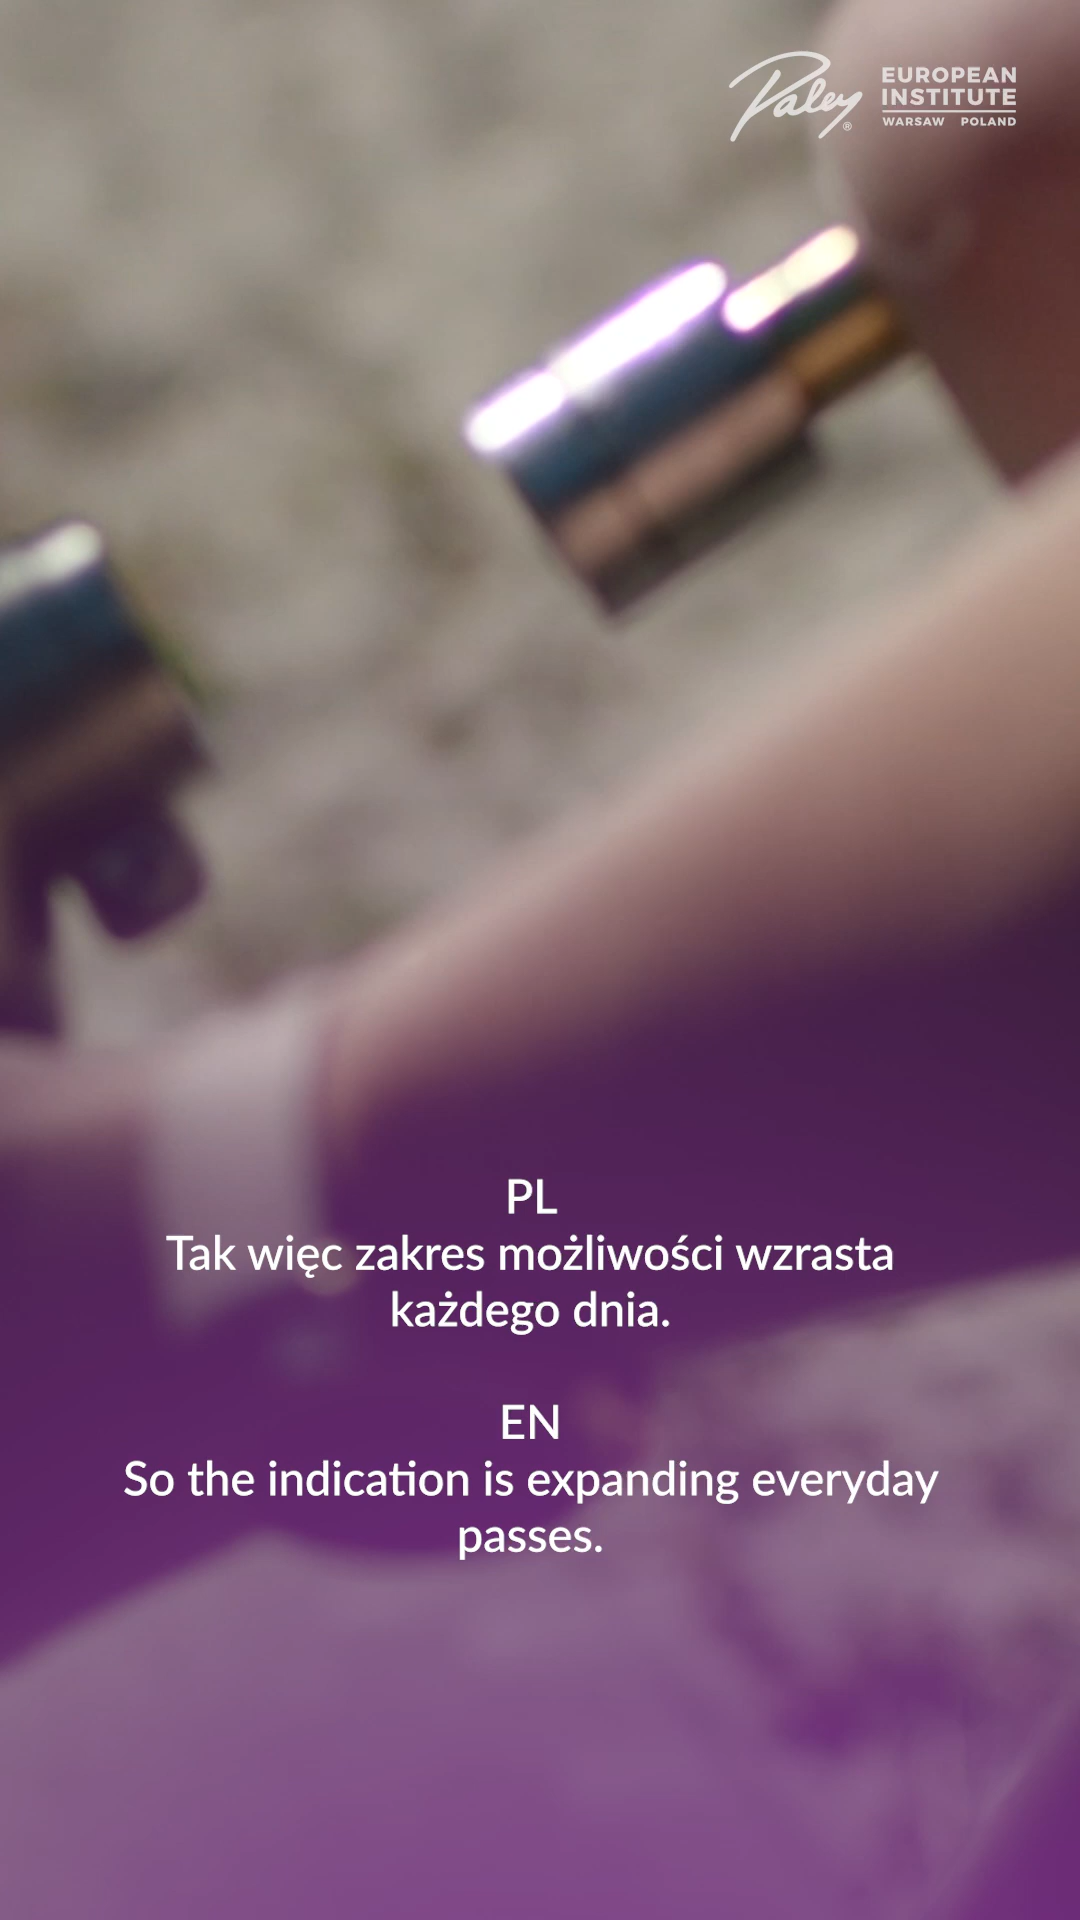 Paley®
EUROPEAN
INSTITUTE
WARSAW POLAND
PL
Tak więc zakres możliwości wzrasta
każdego dnia.
EN
So the indication is expanding everyday
passes.